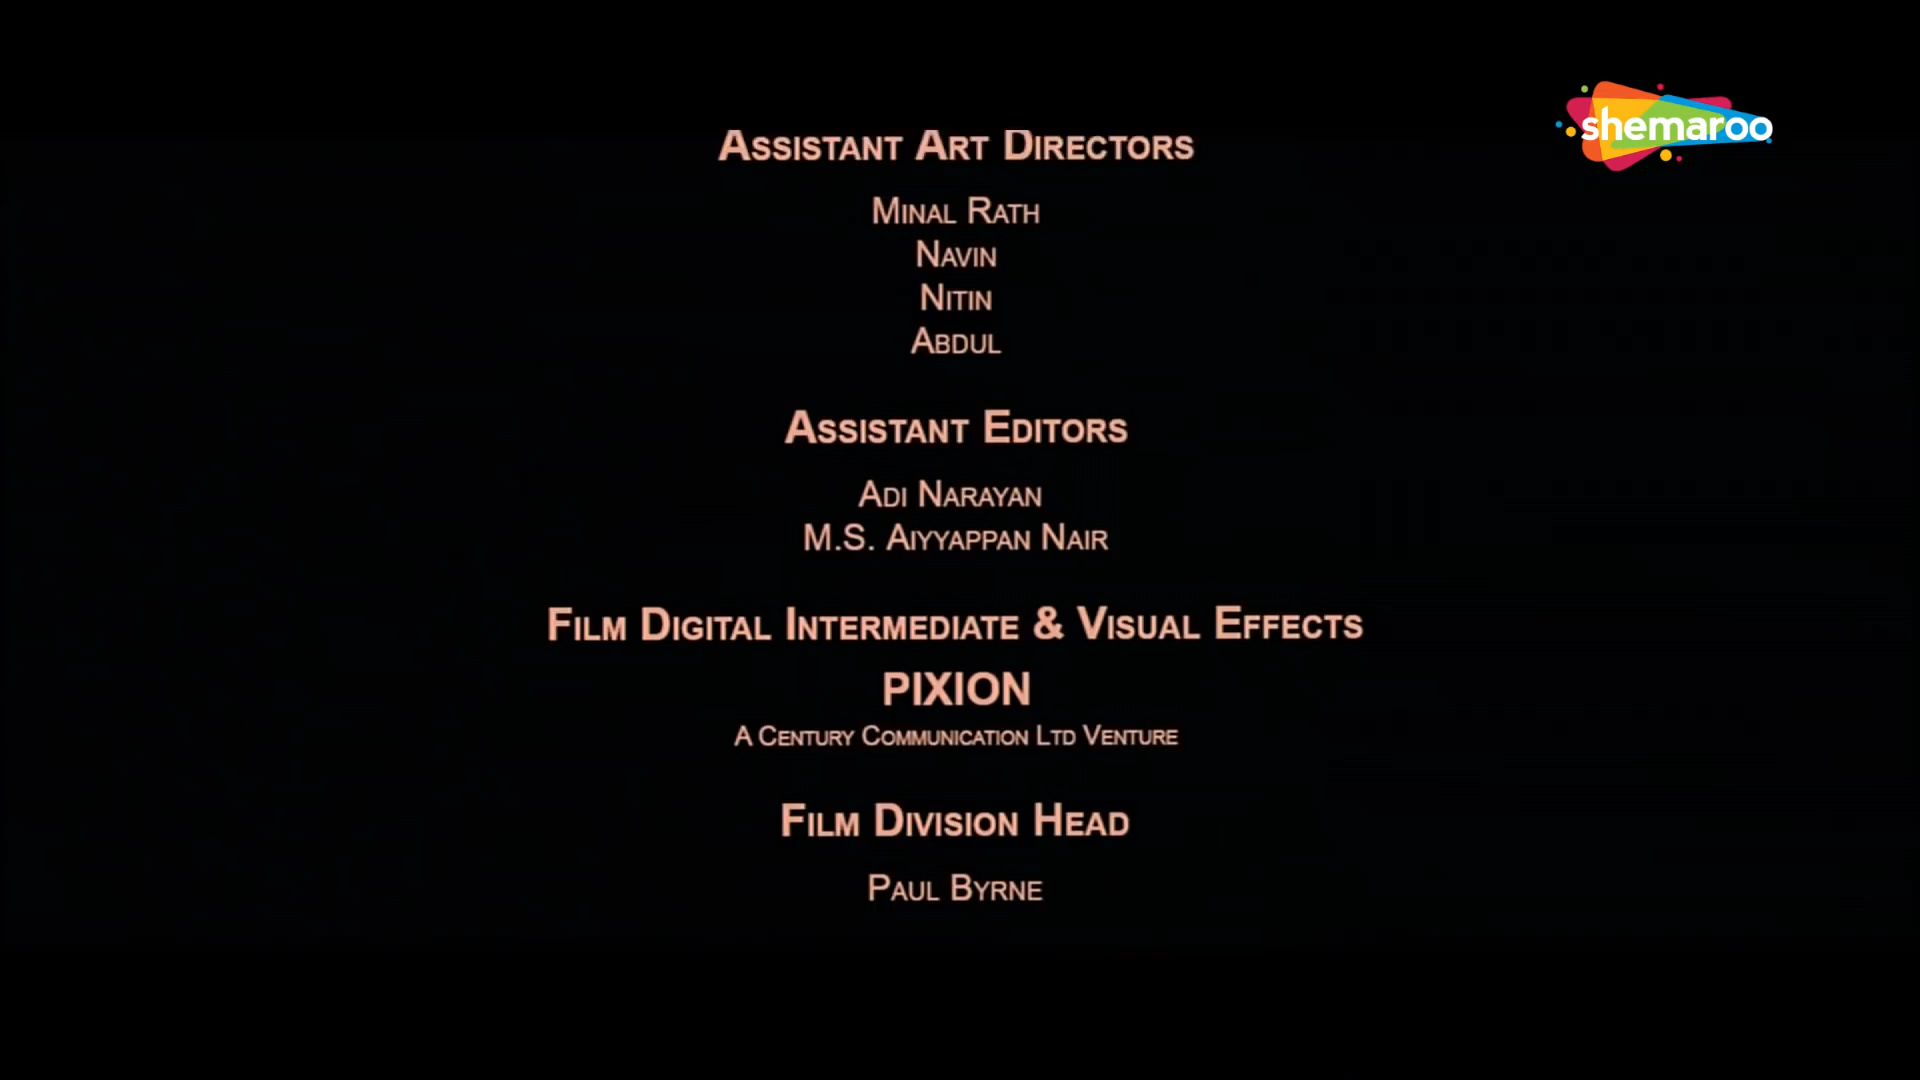 shemaroo
Assistant Art Directors
Minal Rath
Navin
Nitin
Abdul
Assistant Editors
Adi Narayan
M.S. Aiyyappan Nair
Film Digital Intermediate & Visual Effects
PIXION
A Century Communication Ltd Venture
Film Division Head
Paul Byrne